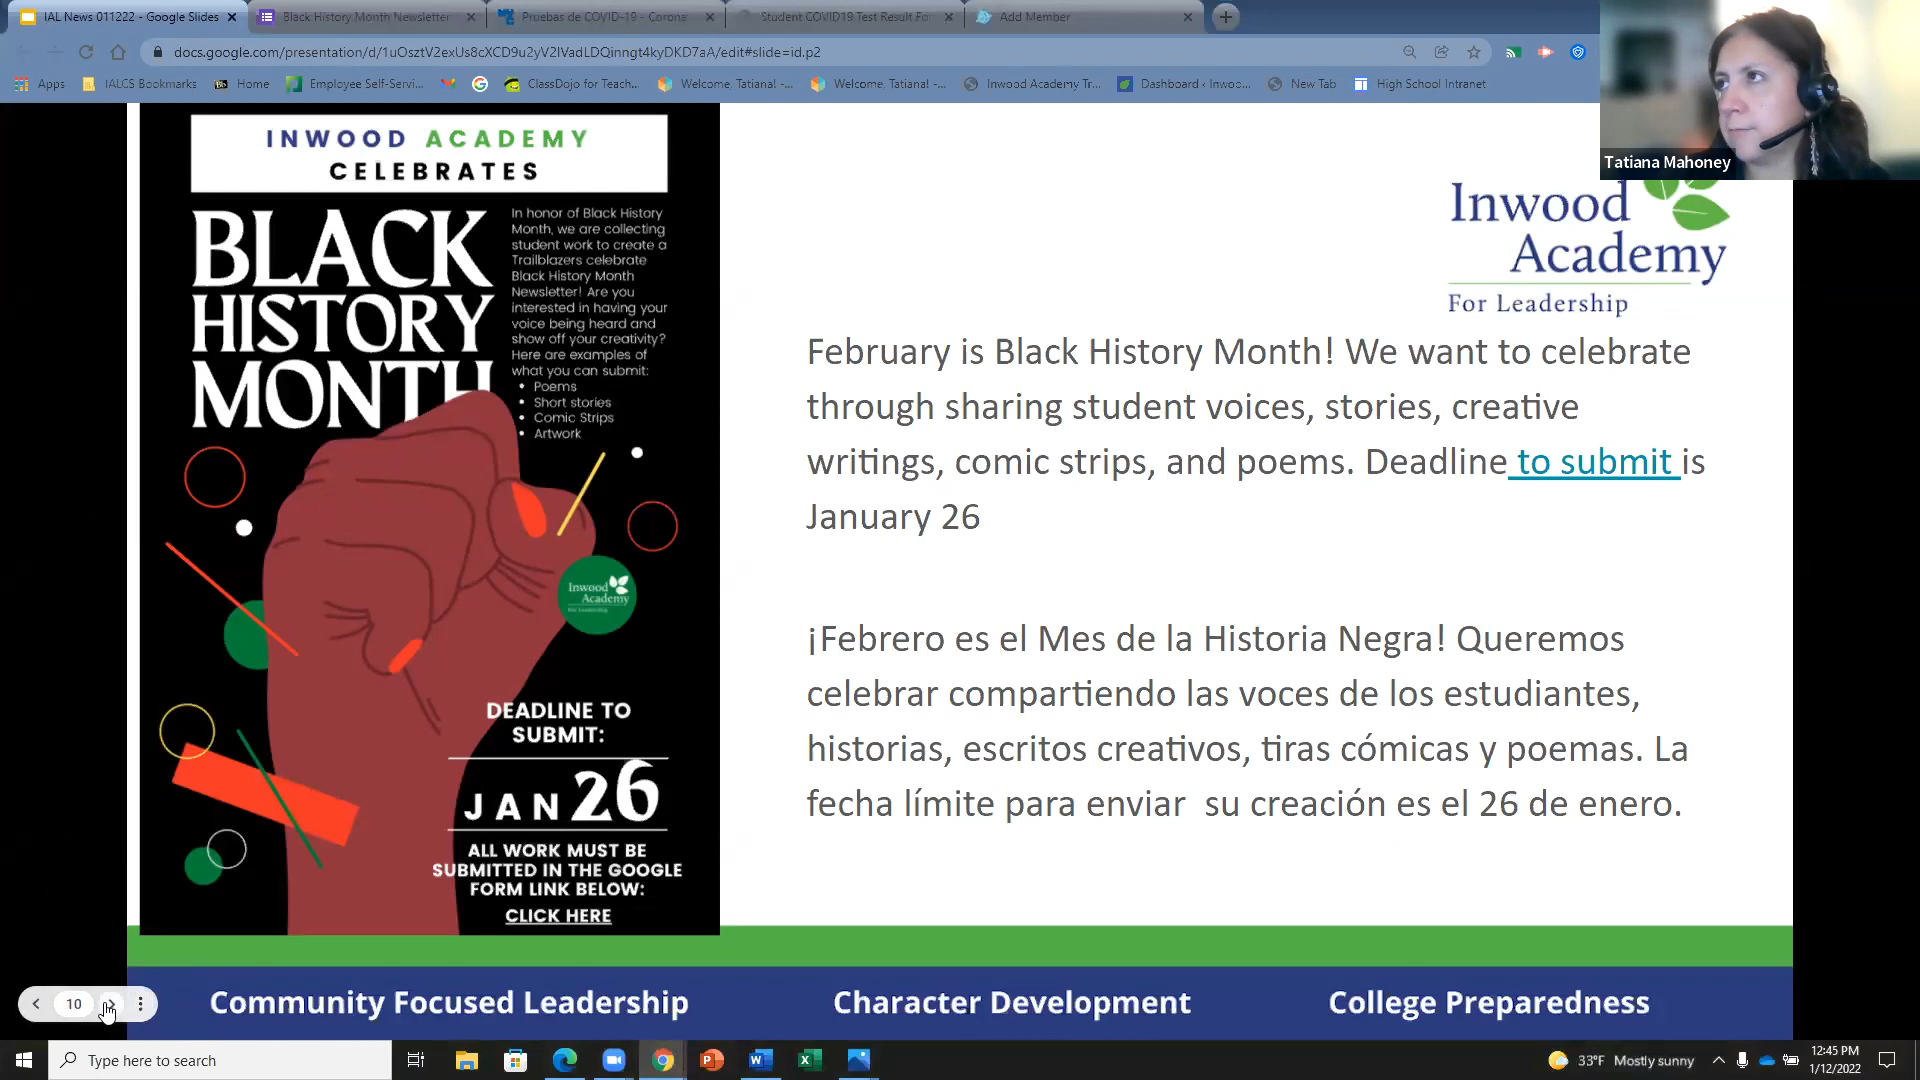 IAL News 011222 - Google Slides
Black History Month Newsletter
Pruebas de COVID-19 - Corona
Student COVID19 Test Result Fo
Add Member
docs.google.com/presentation/d/1uOsztV2exUs8cXCD9u2yV2lVadLDQinngt4kyDKD7aA/edit#slide=id.p2
Apps
IALCS Bookmarks
Home
Employee Self-Servi...
ClassDojo for Teach...
Welcome, Tatiana! -...
Welcome, Tatiana! -...
Inwood Academy Tr...
Dashboard ‹ Inwoo...
New Tab
High School Intranet
Tatiana Mahoney
INWOOD ACADEMY
CELEBRATES
BLACK
HISTORY
MONTH
In honor of Black History
Month, we are collecting
student work to create a
Trailblazers celebrate
Black History Month
Newsletter! Are you
interested in having your
voice being heard and
show off your creativity?
Here are examples of
what you can submit:
• Poems
• Short stories
• Comic Strips
• Artwork
Inwood
Academy
For Leadership
DEADLINE TO
SUBMIT:
JAN 26
ALL WORK MUST BE
SUBMITTED IN THE GOOGLE
FORM LINK BELOW:
CLICK HERE
Inwood
Academy
For Leadership
February is Black History Month! We want to celebrate
through sharing student voices, stories, creative
writings, comic strips, and poems. Deadline to submit is
January 26
¡Febrero es el Mes de la Historia Negra! Queremos
celebrar compartiendo las voces de los estudiantes,
historias, escritos creativos, tiras cómicas y poemas. La
fecha límite para enviar  su creación es el 26 de enero.
10
Community Focused Leadership
Character Development
College Preparedness
Type here to search
33°F Mostly sunny
12:45 PM
1/12/2022